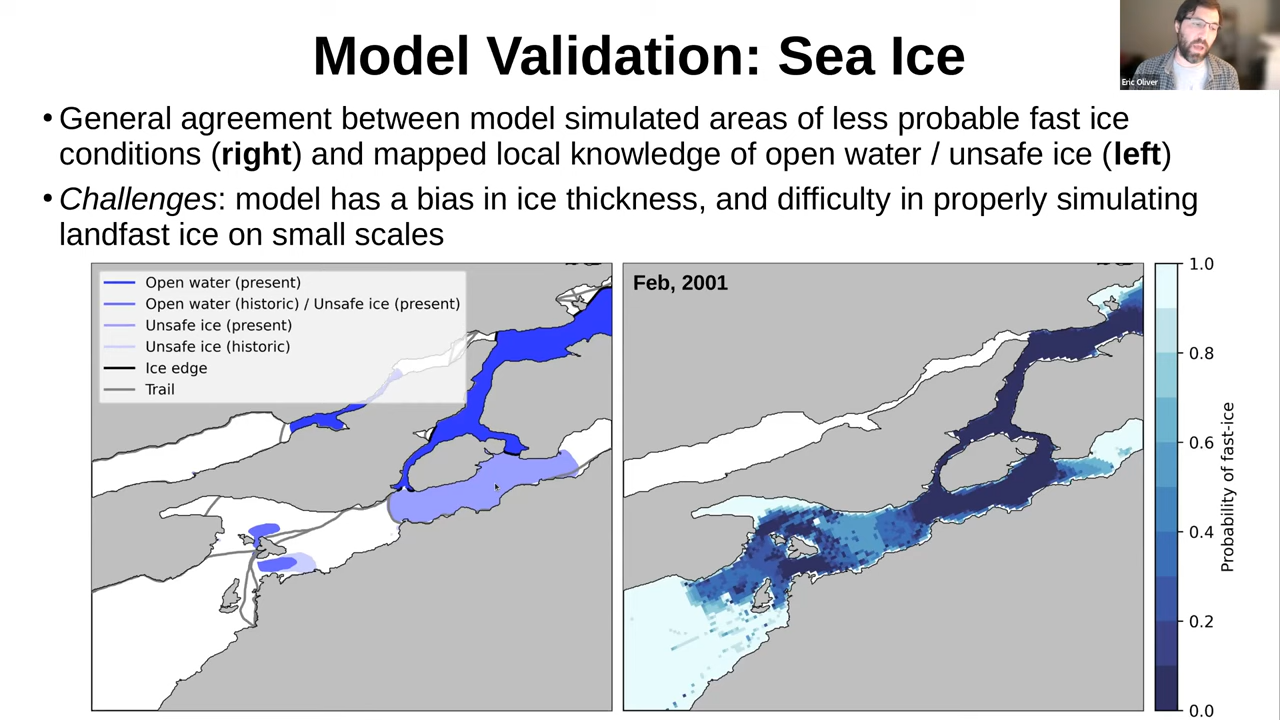 Model Validation: Sea Ice
Eric Oliver
• General agreement between model simulated areas of less probable fast ice
conditions (right) and mapped local knowledge of open water / unsafe ice (left)
• Challenges: model has a bias in ice thickness, and difficulty in properly simulating
landfast ice on small scales
Open water (present)
Open water (historic) / Unsafe ice (present)
Unsafe ice (present)
Unsafe ice (historic)
Ice edge
Trail
Feb, 2001
1.0
0.8
0.6
0.4
0.2
0.0
Probability of fast-ice